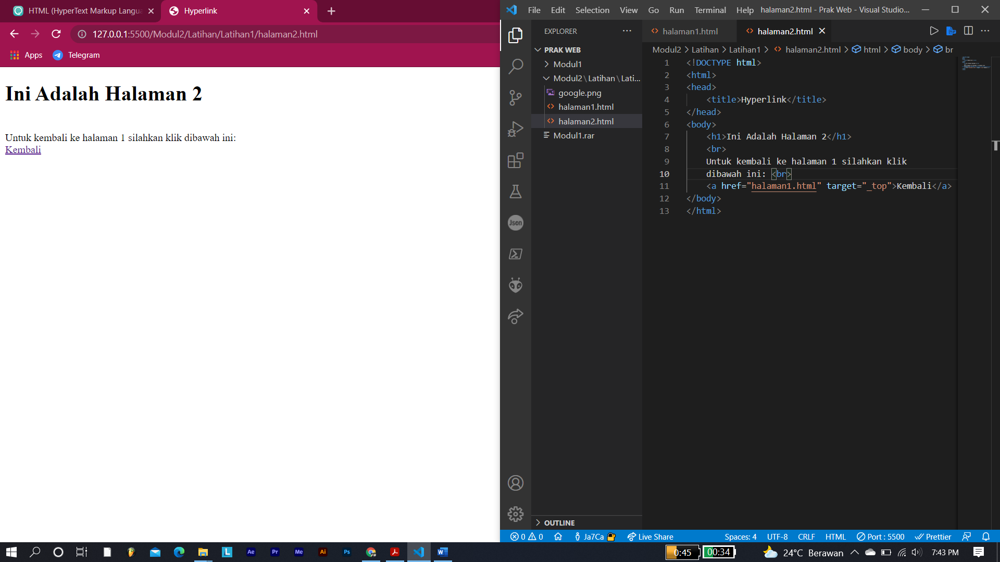 HTML (HyperText Markup Langua
Hyperlink
127.0.0.1:5500/Modul2/Latihan/Latihan1/halaman2.html
Apps
Telegram
Ini Adalah Halaman 2
Untuk kembali ke halaman 1 silahkan klik dibawah ini:
Kembali
File Edit Selection View Go Run Terminal Help halaman2.html - Prak Web - Visual Studio...
EXPLORER
PRAK WEB
Modul1
Modul2\Latihan\Lati...
google.png
halaman1.html
halaman2.html
Modul1.rar
OUTLINE
Json
halaman1.html
halaman2.html
Modul2 > Latihan > Latihan1 > halaman2.html > html > body > br
1 <!DOCTYPE html>
2 <html>
3 <head>
4 <title>Hyperlink</title>
5 </head>
6 <body>
7 <h1>Ini Adalah Halaman 2</h1>
8 <br>
9 Untuk kembali ke halaman 1 silahkan klik
10 dibawah ini: <br>
11 <a href="halaman1.html" target="_top">Kembali</a>
12 </body>
13 </html>
0 0 Ja7Ca Live Share Spaces: 4 UTF-8 CRLF HTML Port : 5500 Prettier
L Ae Pr Me Ai Ps W 0:45 00:34 24°C Berawan 7:43 PM